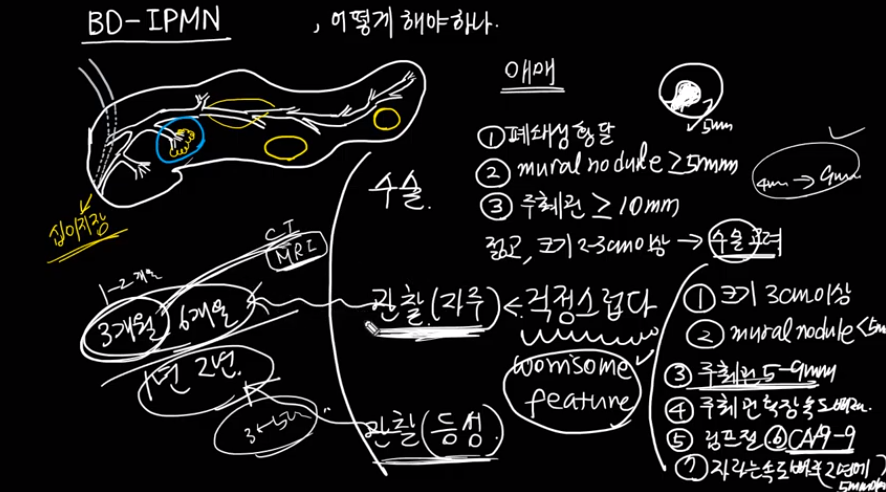 BD-IPMN , 어떻게 해야하나.
애매
5mm
① 폐쇄성 황달
② mural nodule ≥5mm
③ 주췌관 ≥ 10mm
젊고, 크기 2-3cm이상 → 수술 고려
4mm → 9mm
수술.
십이지장
CT
MRI
1-2개월
3개월 6개월
1년 2년.
3~5년
관찰(자주) < 걱정스럽다
worrisome
feature
관찰(듬성)
① 크기 3cm이상
② mural nodule <5mm
③ 주췌관 5-9mm
④ 주췌관 확장 속도 빠르.
⑤ 림프절 ⑥ CA19-9
⑦ 자라는 속도 빠른 (2년에
5mm이상)